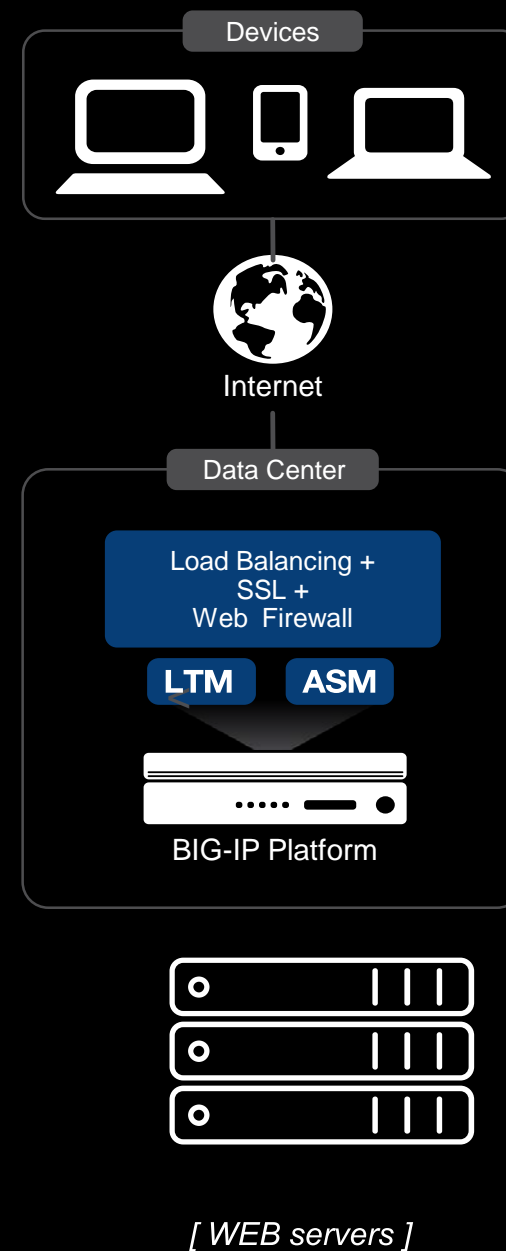 Devices
Internet
Data Center
Load Balancing +
SSL +
Web Firewall
LTM ASM
<
BIG-IP Platform
[ WEB servers ]